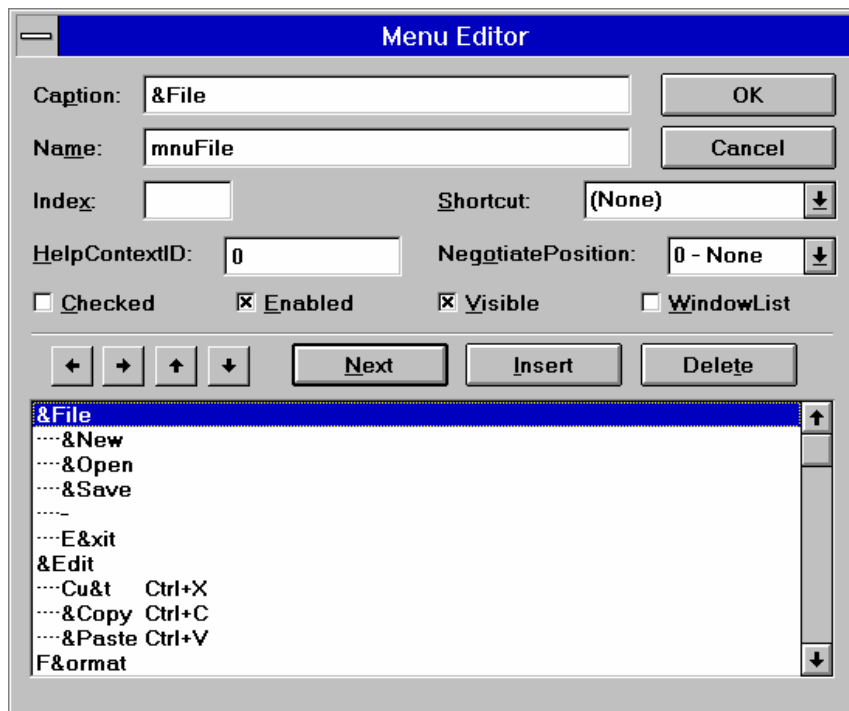 Menu Editor
Caption: &File OK
Name: mnuFile Cancel
Index: Shortcut: (None)
HelpContextID: 0 NegotiatePosition: 0 - None
Checked Enabled Visible WindowList
Next Insert Delete
&File
····&New
····&Open
····&Save
····-
····E&xit
&Edit
····Cu&t Ctrl+X
····&Copy Ctrl+C
····&Paste Ctrl+V
F&ormat